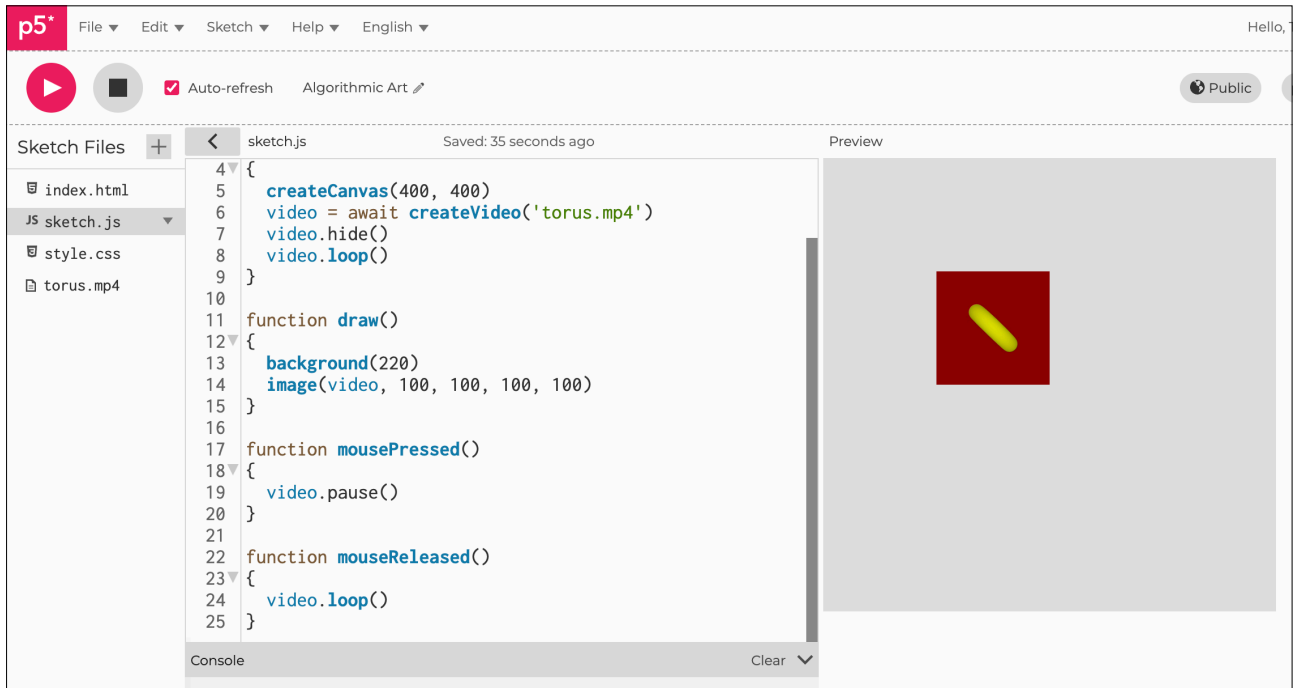 p5* File Edit Sketch Help English Hello,
Auto-refresh Algorithmic Art Public
Sketch Files + sketch.js Saved: 35 seconds ago Preview
index.html
JS sketch.js
style.css
torus.mp4
4 {
5   createCanvas(400, 400)
6   video = await createVideo('torus.mp4')
7   video.hide()
8   video.loop()
9 }
10
11 function draw()
12 {
13   background(220)
14   image(video, 100, 100, 100, 100)
15 }
16
17 function mousePressed()
18 {
19   video.pause()
20 }
21
22 function mouseReleased()
23 {
24   video.loop()
25 }
Console Clear